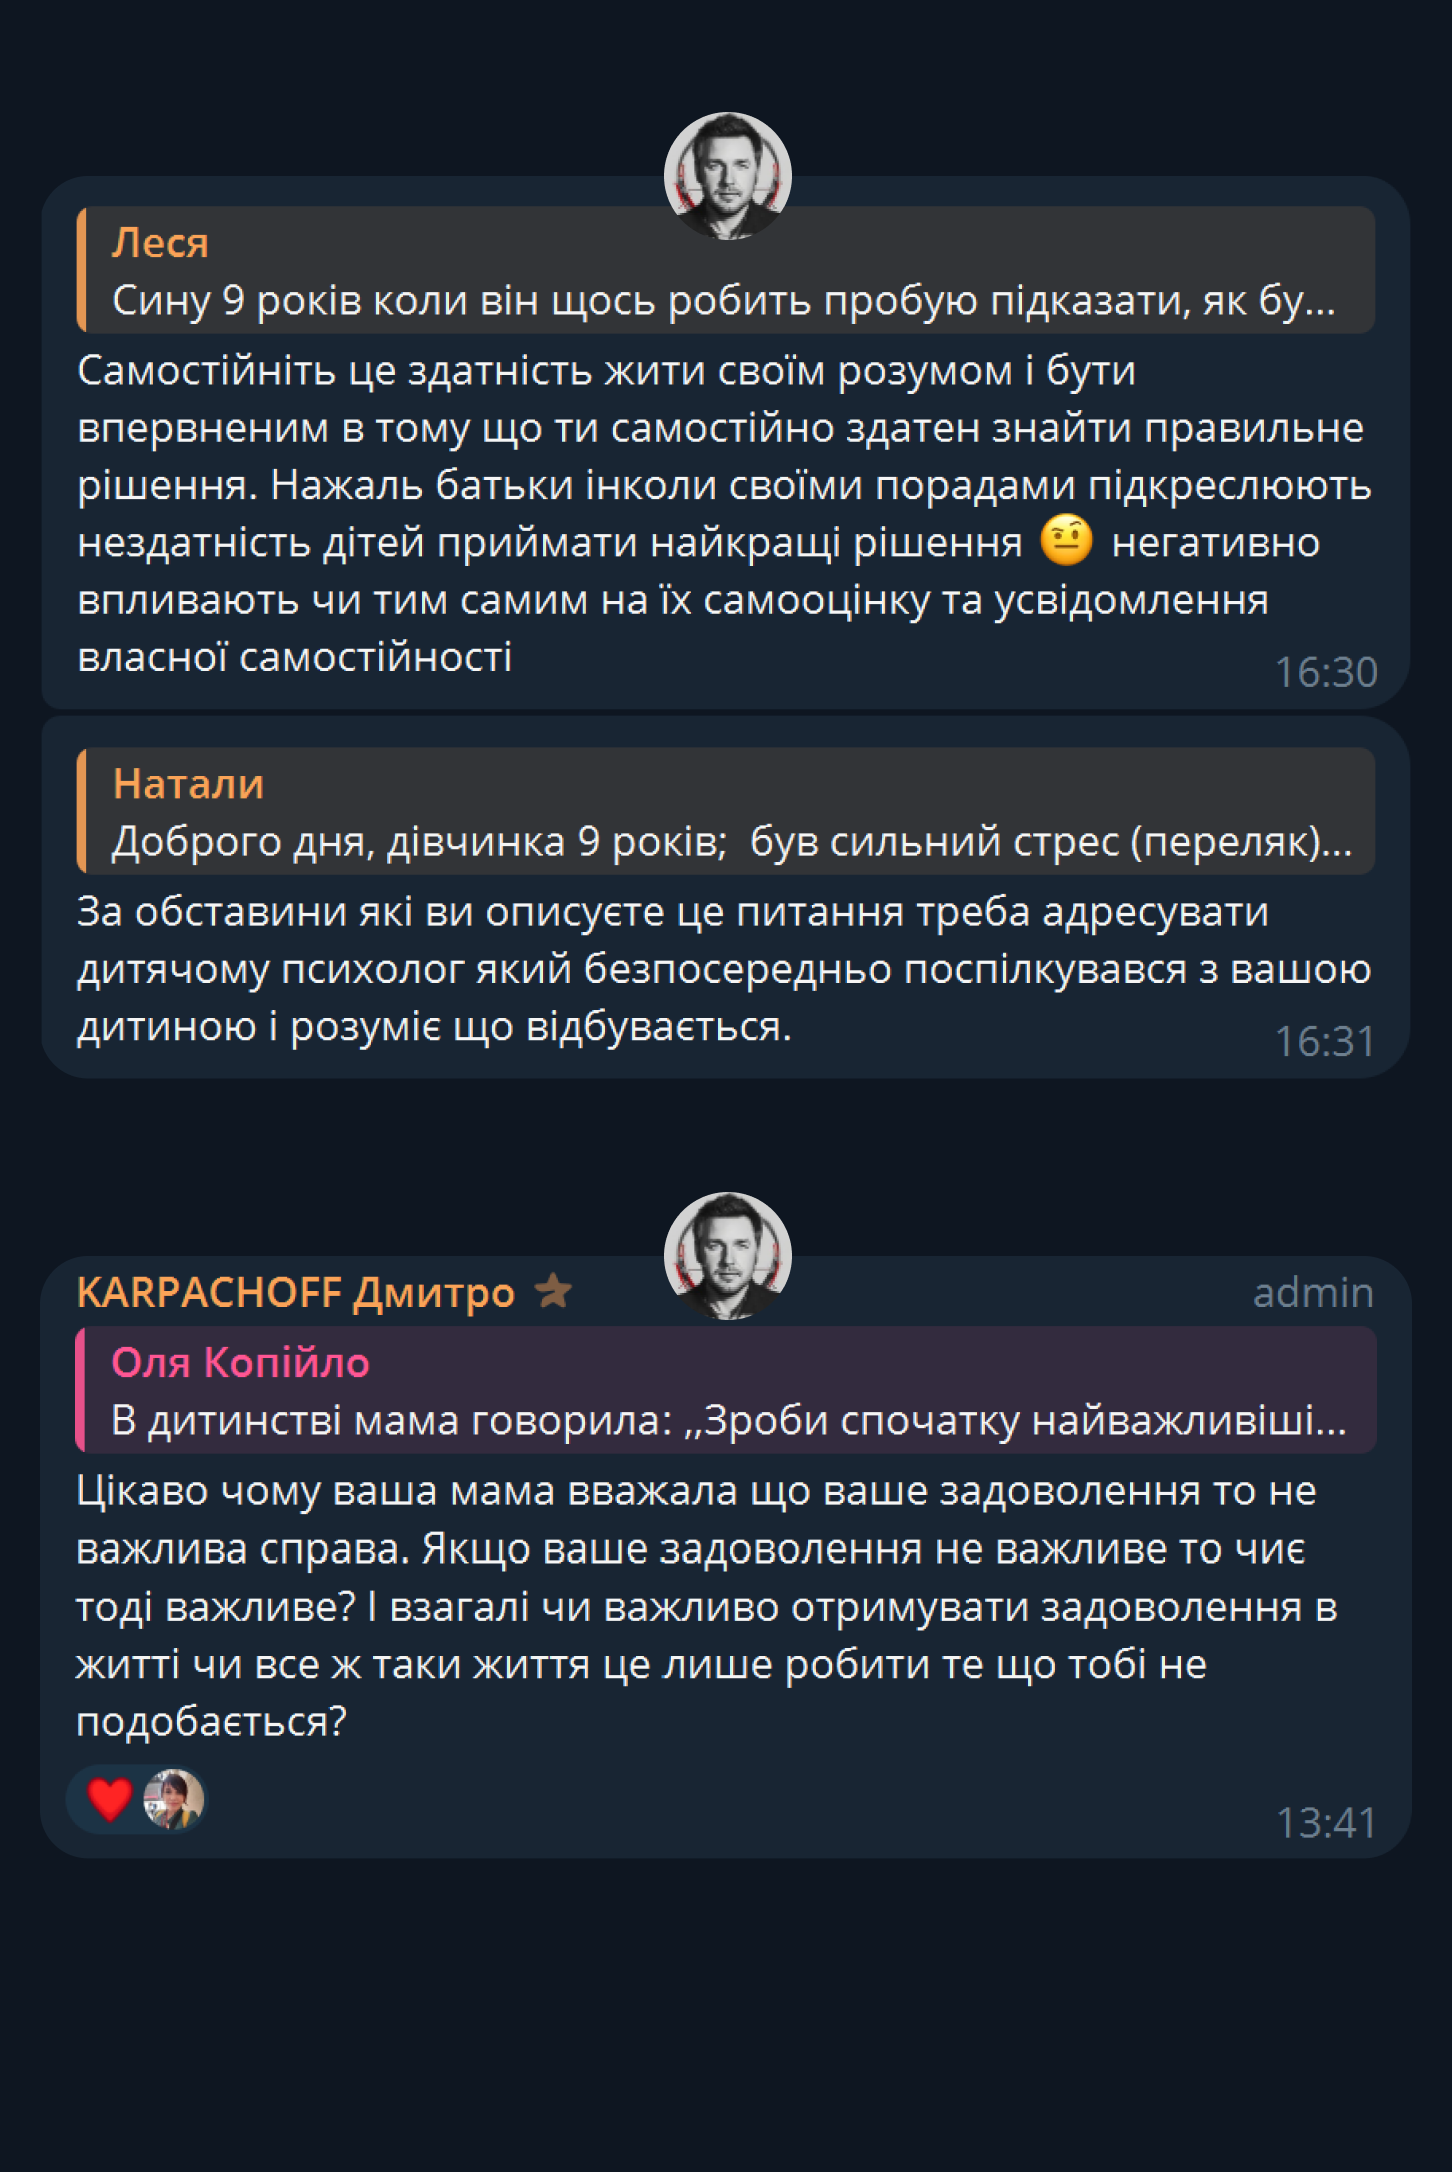 Леся
Сину 9 років коли він щось робить пробую підказати, як бу...
Самостійніть це здатність жити своїм розумом і бути
впервненим в тому що ти самостійно здатен знайти правильне
рішення. Нажаль батьки інколи своїми порадами підкреслюють
нездатність дітей приймати найкращі рішення 🤨 негативно
впливають чи тим самим на їх самооцінку та усвідомлення
власної самостійності
16:30
Натали
Доброго дня, дівчинка 9 років;  був сильний стрес (переляк)...
За обставини які ви описуєте це питання треба адресувати
дитячому психолог який безпосередньо поспілкувався з вашою
дитиною і розуміє що відбувається.
16:31
KARPACHOFF Дмитро
admin
Оля Копійло
В дитинстві мама говорила: ,,Зроби спочатку найважливіші...
Цікаво чому ваша мама вважала що ваше задоволення то не
важлива справа. Якщо ваше задоволення не важливе то чиє
тоді важливе? І взагалі чи важливо отримувати задоволення в
житті чи все ж таки життя це лише робити те що тобі не
подобається?
13:41